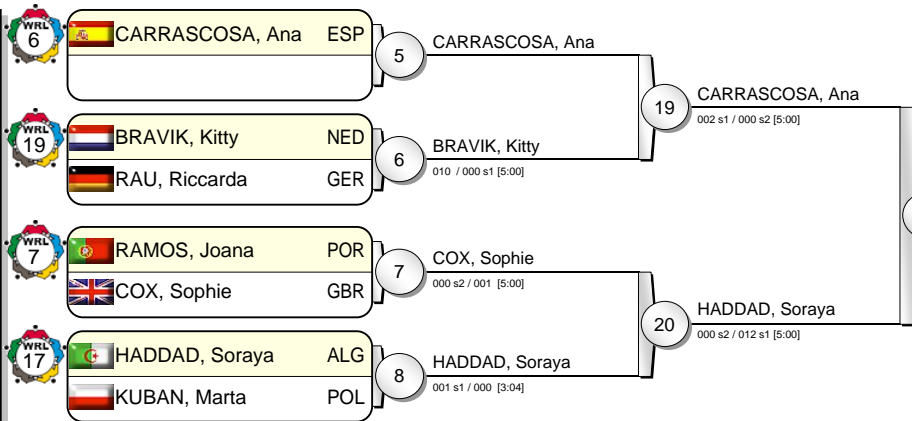 WRL
6
CARRASCOSA, Ana ESP
5
CARRASCOSA, Ana
WRL
19
BRAVIK, Kitty NED
RAU, Riccarda GER
6
BRAVIK, Kitty
010 / 000 s1 [5:00]
19
CARRASCOSA, Ana
002 s1 / 000 s2 [5:00]
WRL
7
RAMOS, Joana POR
COX, Sophie GBR
7
COX, Sophie
000 s2 / 001 [5:00]
WRL
17
HADDAD, Soraya ALG
KUBAN, Marta POL
8
HADDAD, Soraya
001 s1 / 000 [3:04]
20
HADDAD, Soraya
000 s2 / 012 s1 [5:00]